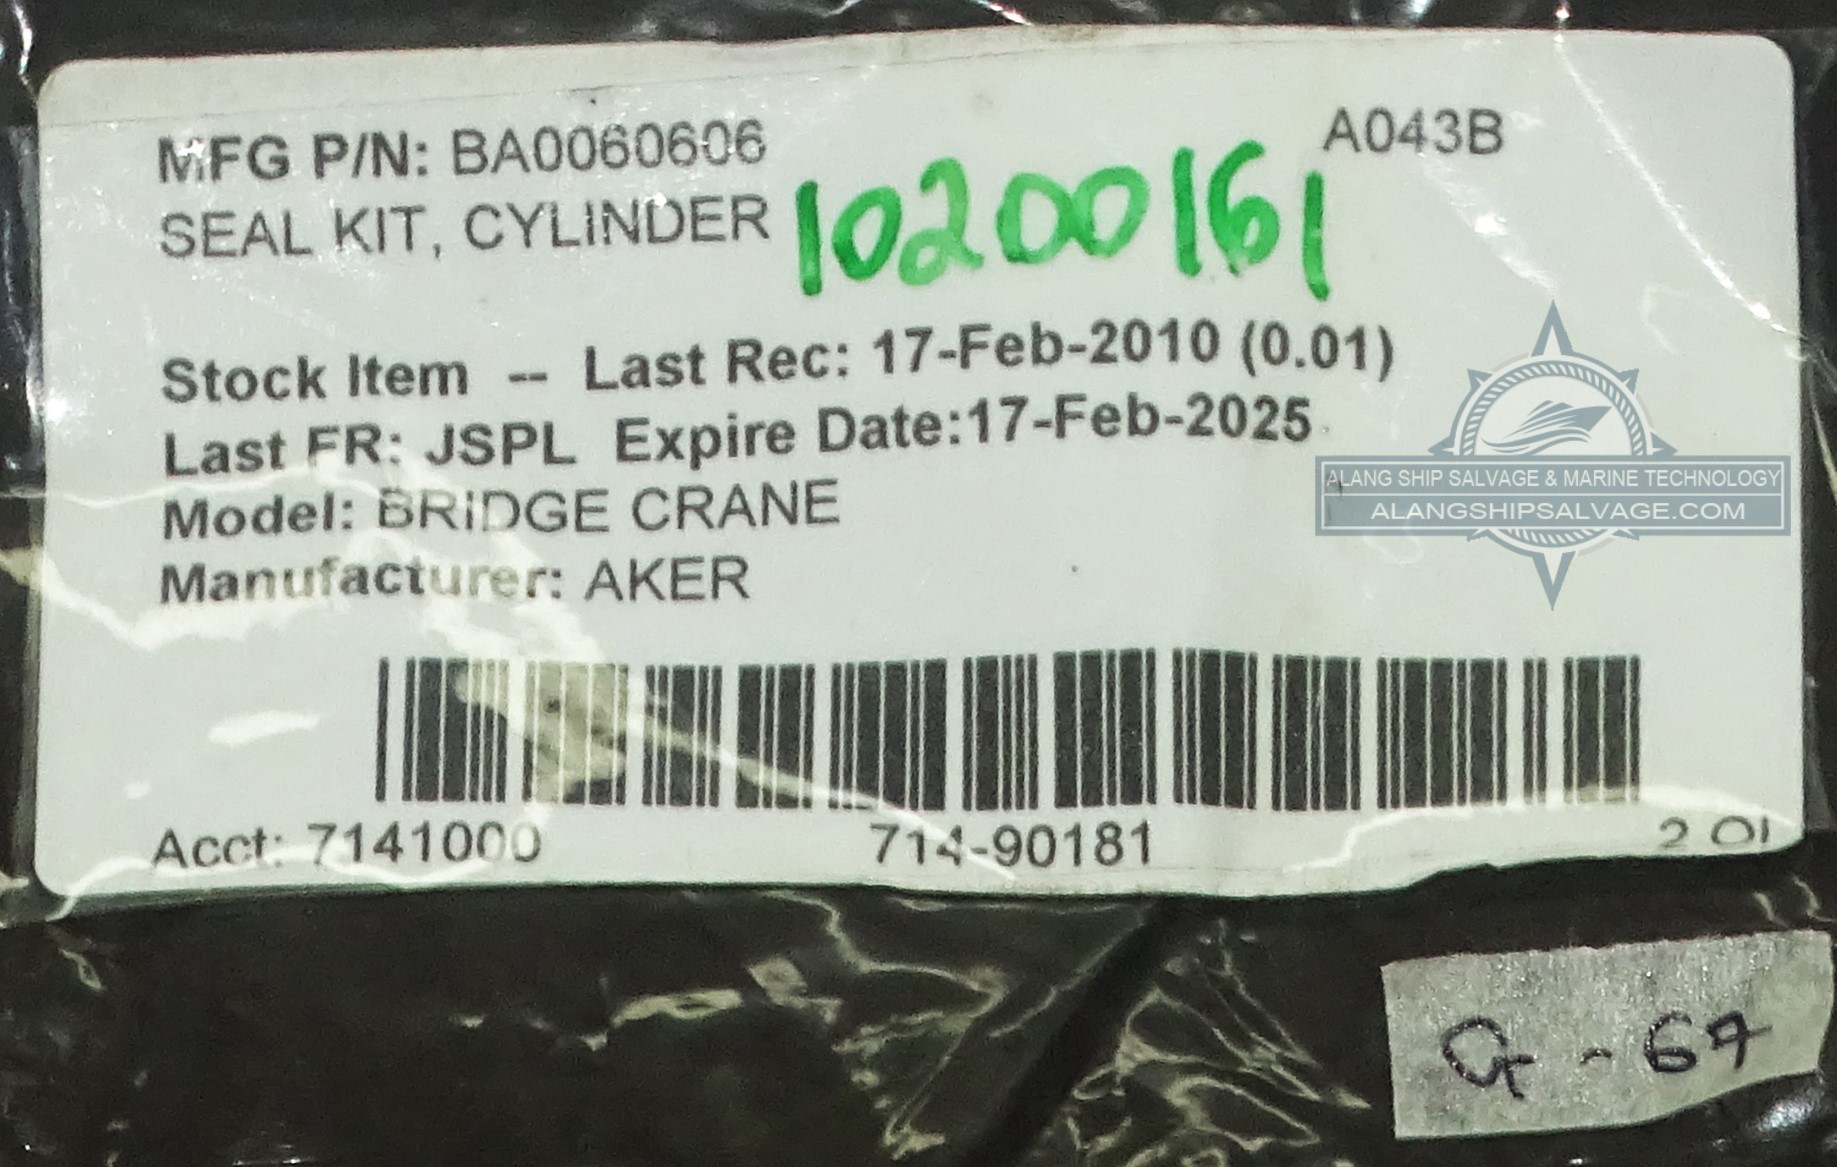 MFG P/N: BA0060606
A043B
SEAL KIT, CYLINDER
10200161
Stock Item -- Last Rec: 17-Feb-2010 (0.01)
Last FR: JSPL Expire Date:17-Feb-2025
Model: BRIDGE CRANE
Manufacturer: AKER
ALANG SHIP SALVAGE & MARINE TECHNOLOGY
ALANGSHIPSALVAGE.COM
Acct: 7141000 714-90181